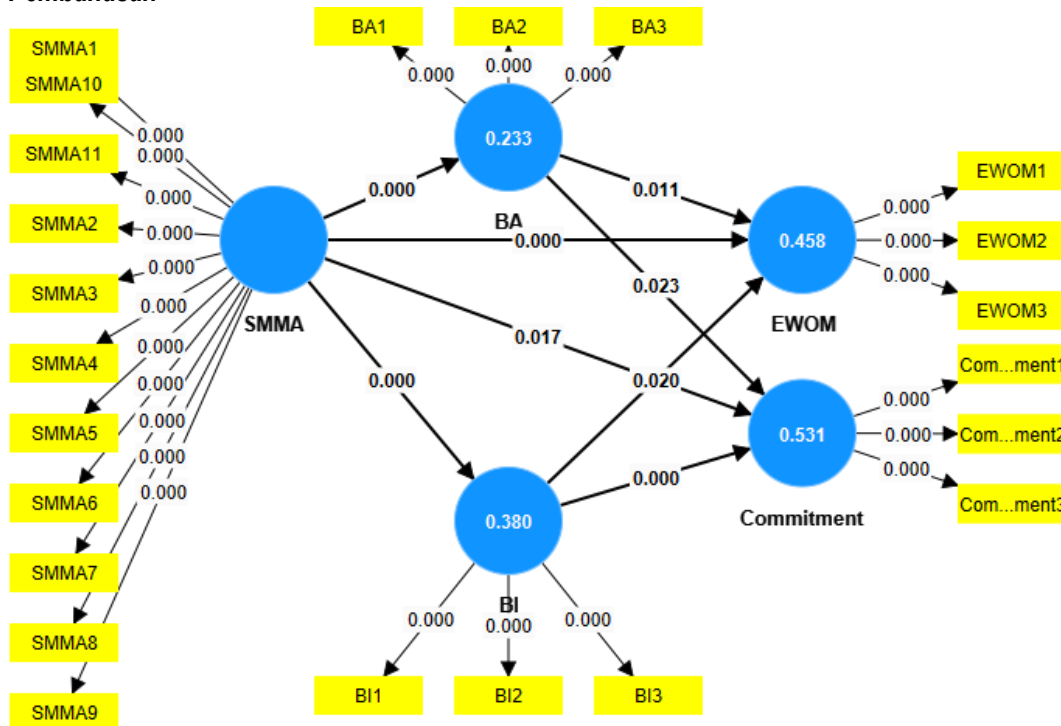 SMMA1
SMMA10
SMMA11
SMMA2
SMMA3
SMMA4
SMMA5
SMMA6
SMMA7
SMMA8
SMMA9
0.000
0.000
0.000
0.000
0.000
0.000
0.000
0.000
0.000
0.000
0.000
SMMA
BA1
BA2
BA3
0.000
0.000
0.000
0.233
BA
0.000
0.000
0.017
0.000
0.011
0.023
0.020
0.000
0.380
BI
0.000
0.000
0.000
BI1
BI2
BI3
0.458
EWOM
0.000
0.000
0.000
EWOM1
EWOM2
EWOM3
0.531
Commitment
0.000
0.000
0.000
Com...ment1
Com...ment2
Com...ment3